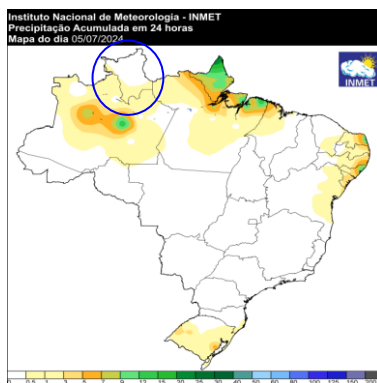 Instituto Nacional de Meteorologia - INMET
Precipitação Acumulada em 24 horas
Mapa do dia 05/07/2024
INMET
0 0,5 1 3 5 7 9 12 15 20 25 30 40 50 60 80 100 125 150 200